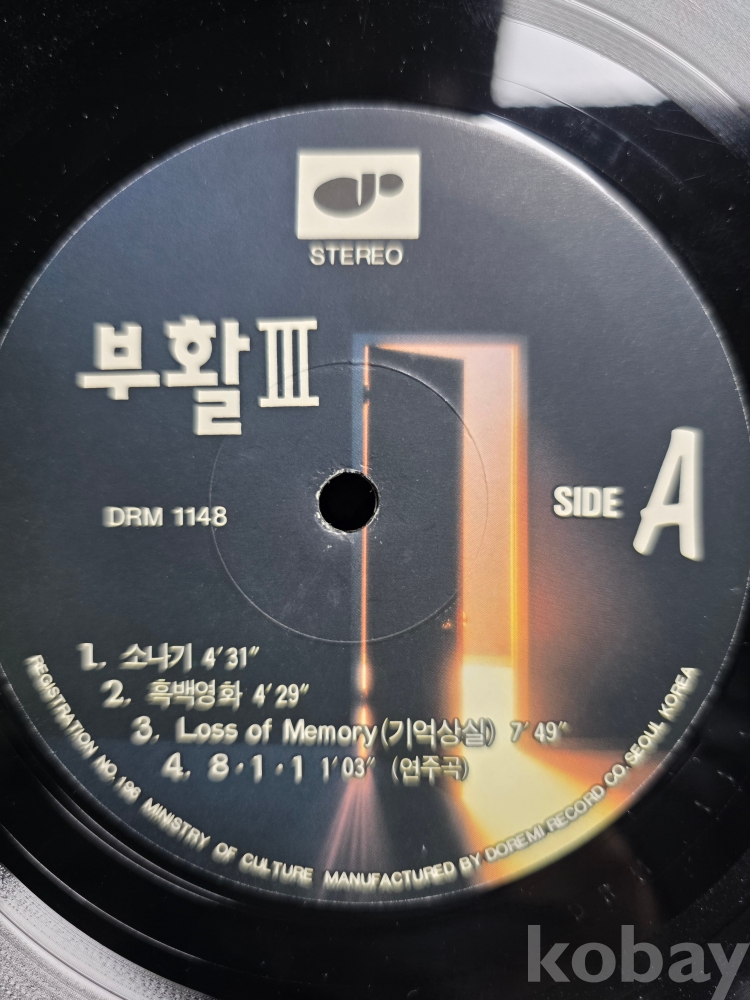 STEREO
부활 III
DRM 1148
SIDE A
1. 소나기 4′31″
2. 흑백영화 4′29″
3. Loss of Memory(기억상실) 7′49″
4. 8·1·1 1′03″ (연주곡)
REGISTRATION NO. 196 MINISTRY OF CULTURE MANUFACTURED BY DOREMI RECORD CO. SEOUL KOREA
kobay